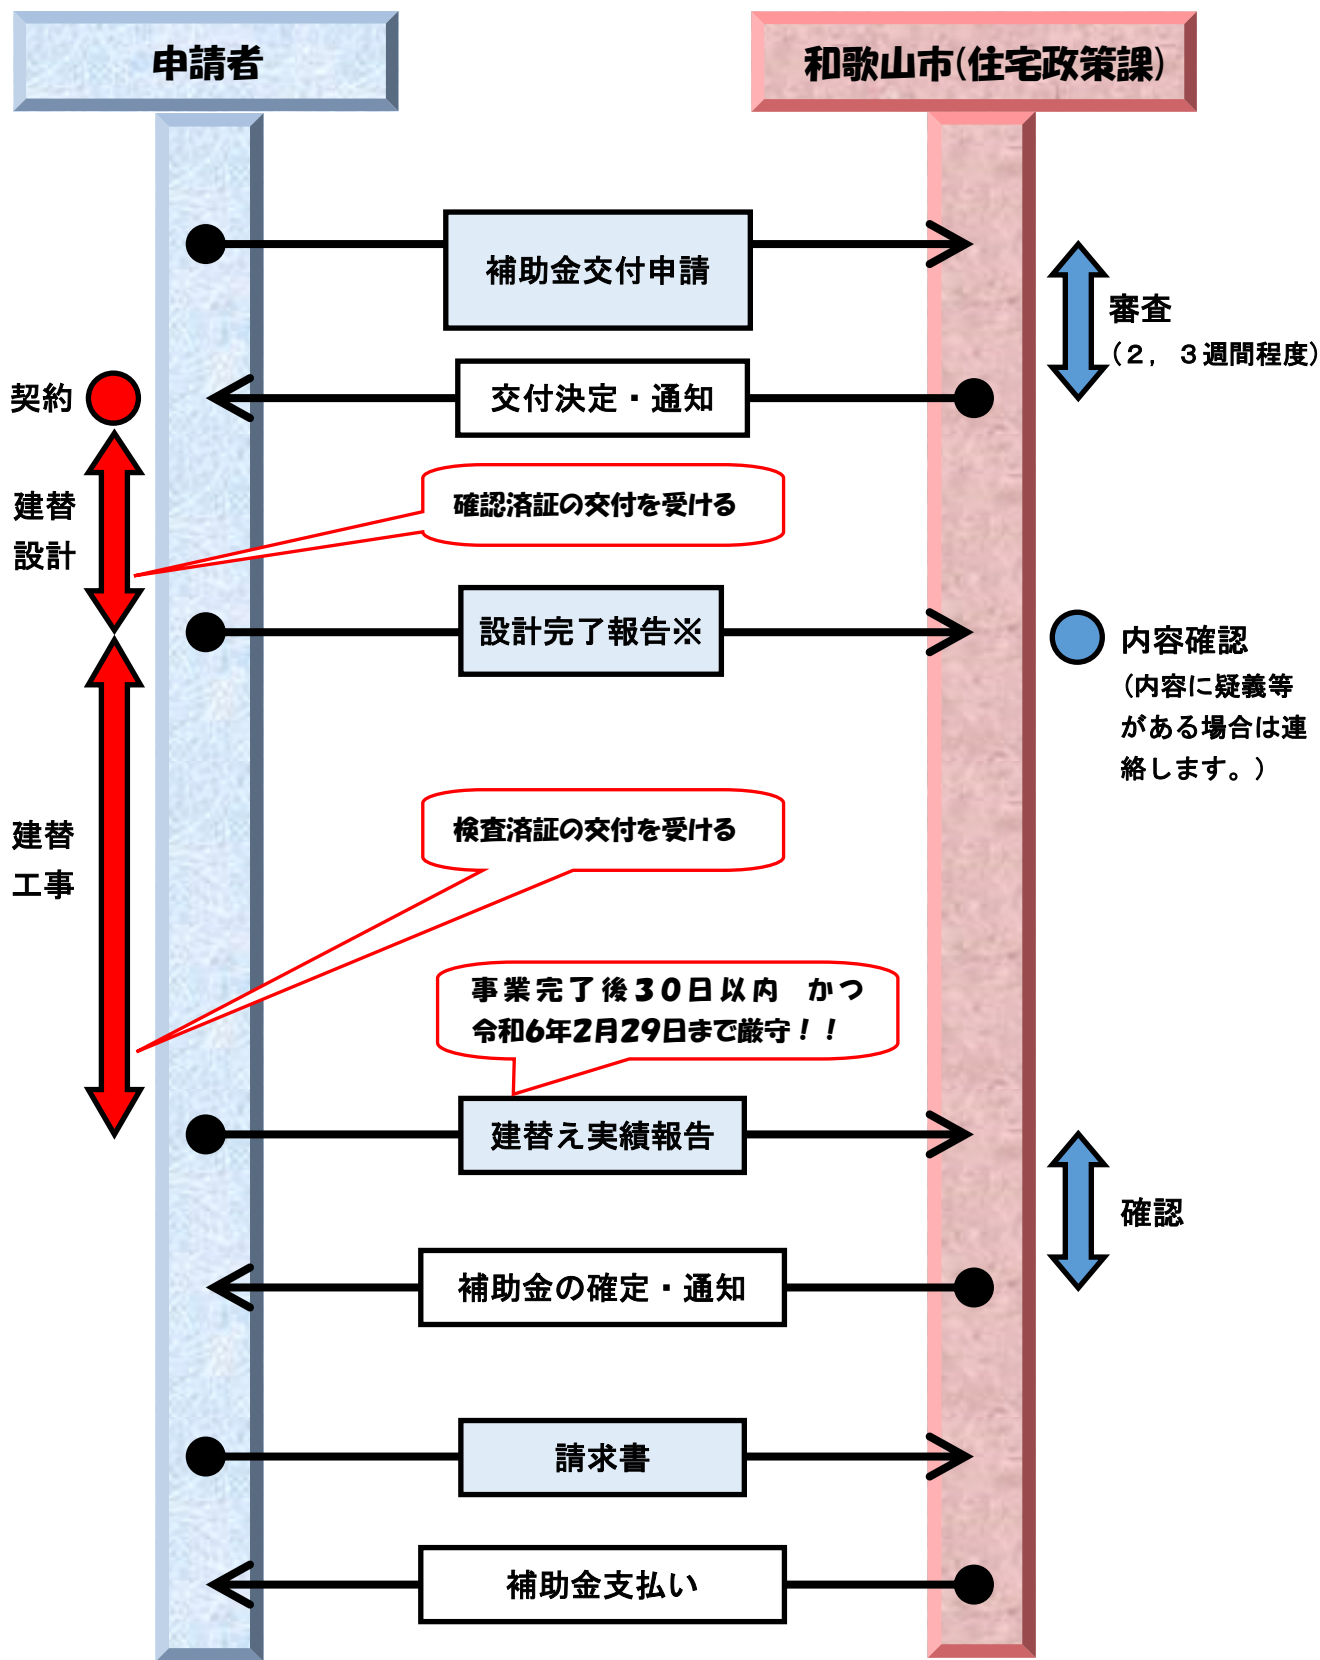 申請者
和歌山市(住宅政策課)
補助金交付申請
審査
（２，３週間程度）
契約
交付決定・通知
建替
設計
確認済証の交付を受ける
設計完了報告※
内容確認
（内容に疑義等
がある場合は連
絡します。）
建替
工事
検査済証の交付を受ける
事業完了後３０日以内　かつ
令和6年2月29日まで厳守！！
建替え実績報告
確認
補助金の確定・通知
請求書
補助金支払い